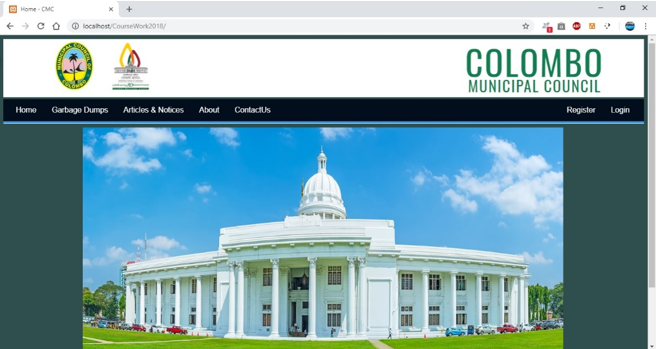 Home - CMC
localhost/CourseWork2018/
MUNICIPAL COUNCIL OF COLOMBO
COLOMBO
MUNICIPAL COUNCIL
Home Garbage Dumps Articles & Notices About ContactUs Register Login